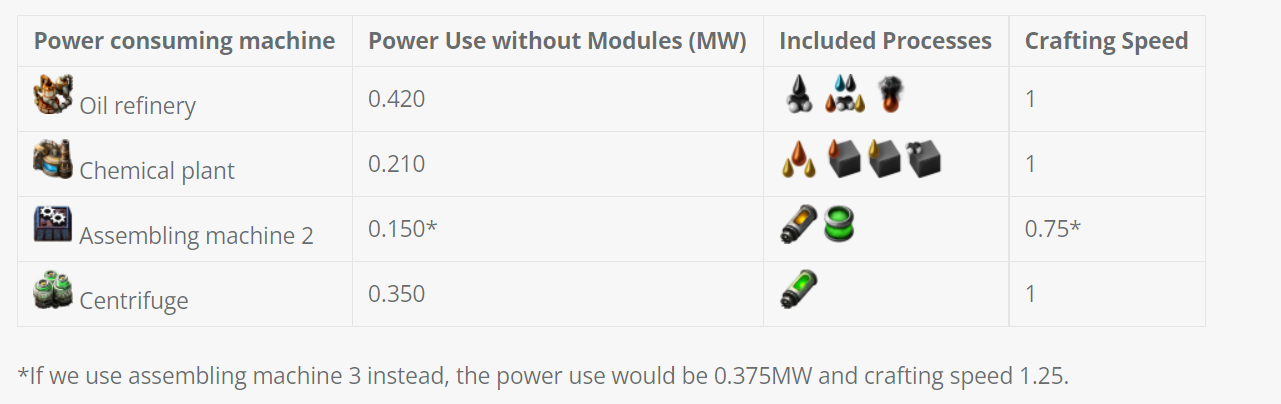 Power consuming machine Power Use without Modules (MW) Included Processes Crafting Speed
Oil refinery 0.420 1
Chemical plant 0.210 1
Assembling machine 2 0.150* 0.75*
Centrifuge 0.350 1
*If we use assembling machine 3 instead, the power use would be 0.375MW and crafting speed 1.25.